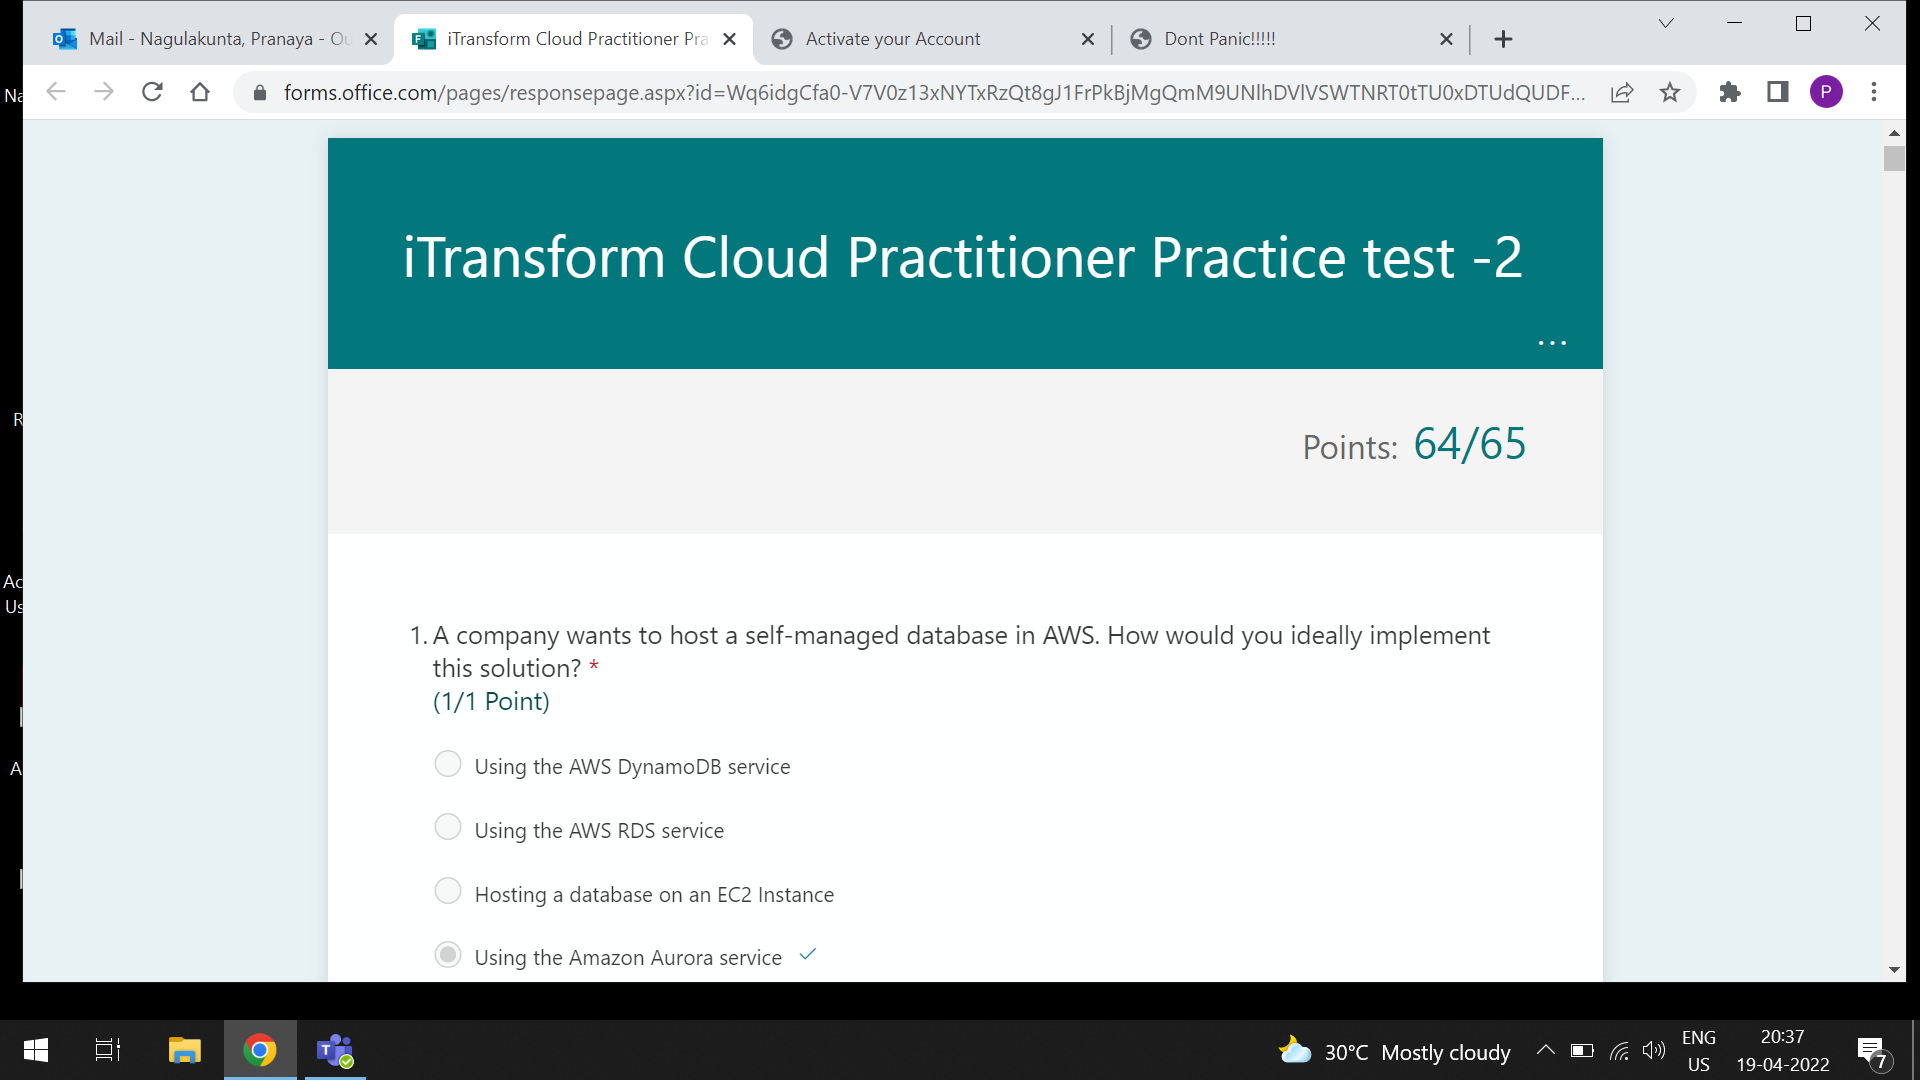 Mail - Nagulakunta, Pranaya - Ou
iTransform Cloud Practitioner Pra
Activate your Account
Dont Panic!!!!!
forms.office.com/pages/responsepage.aspx?id=Wq6idgCfa0-V7V0z13xNYTxRzQt8gJ1FrPkBjMgQmM9UNlhDVlVSWTNRT0tTU0xDTUdQUDF...
P
Na
R
Ac
Us
A
iTransform Cloud Practitioner Practice test -2
...
Points: 64/65
1. A company wants to host a self-managed database in AWS. How would you ideally implement
this solution? *
(1/1 Point)
Using the AWS DynamoDB service
Using the AWS RDS service
Hosting a database on an EC2 Instance
Using the Amazon Aurora service
30°C Mostly cloudy
ENG
US
20:37
19-04-2022
7